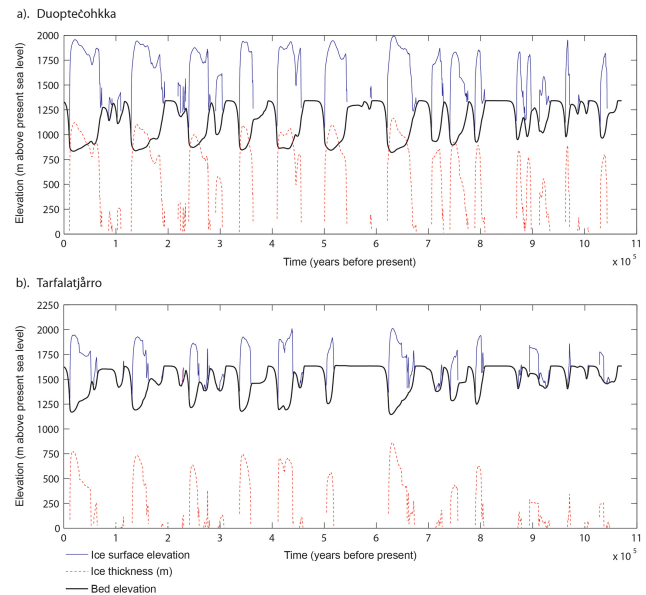 a). Duoptečohkka
2000
1750
1500
1250
1000
750
500
250
0
Elevation (m above present sea level)
0 1 2 3 4 5 6 7 8 9 10 11
Time (years before present)
x 10 5
b). Tarfalatjårro
2250
2000
1750
1500
1250
1000
750
500
250
0
Elevation (m above present sea level)
0 1 2 3 4 5 6 7 8 9 10 11
Time (years before present)
x 10 5
Ice surface elevation
Ice thickness (m)
Bed elevation